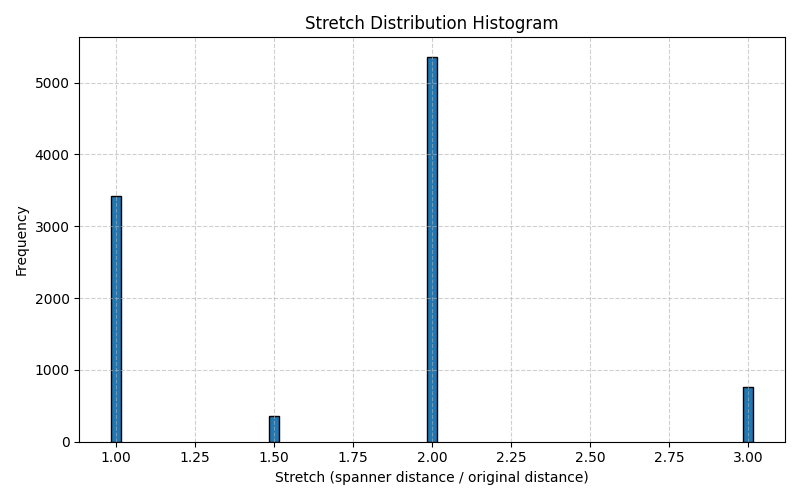 Stretch Distribution Histogram
Frequency
5000
4000
3000
2000
1000
0
1.00 1.25 1.50 1.75 2.00 2.25 2.50 2.75 3.00
Stretch (spanner distance / original distance)